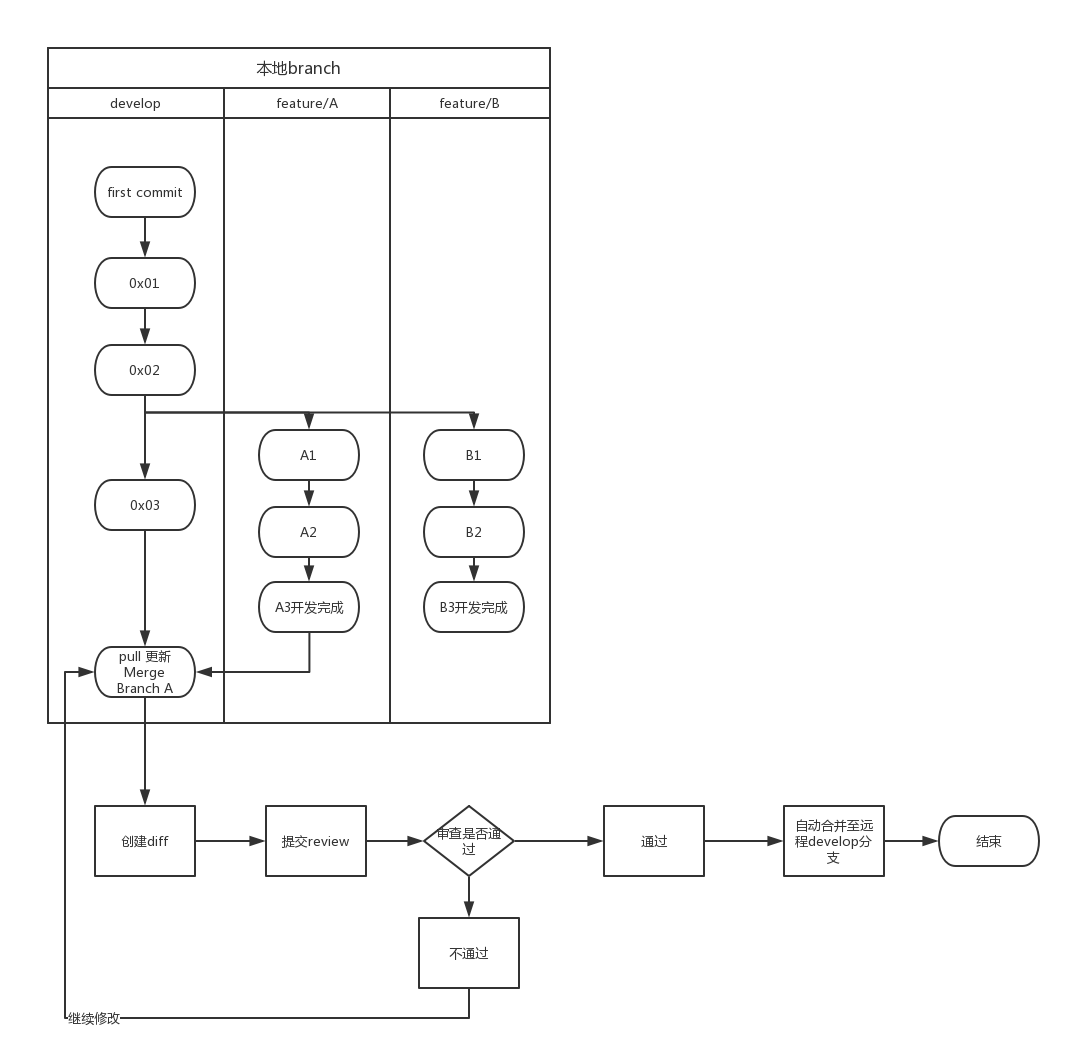 本地branch
develop
feature/A
feature/B
first commit
0x01
0x02
A1
B1
0x03
A2
B2
A3开发完成
B3开发完成
pull 更新
Merge
Branch A
创建diff
提交review
审查是否通
过
通过
自动合并至远
程develop分
支
结束
不通过
继续修改